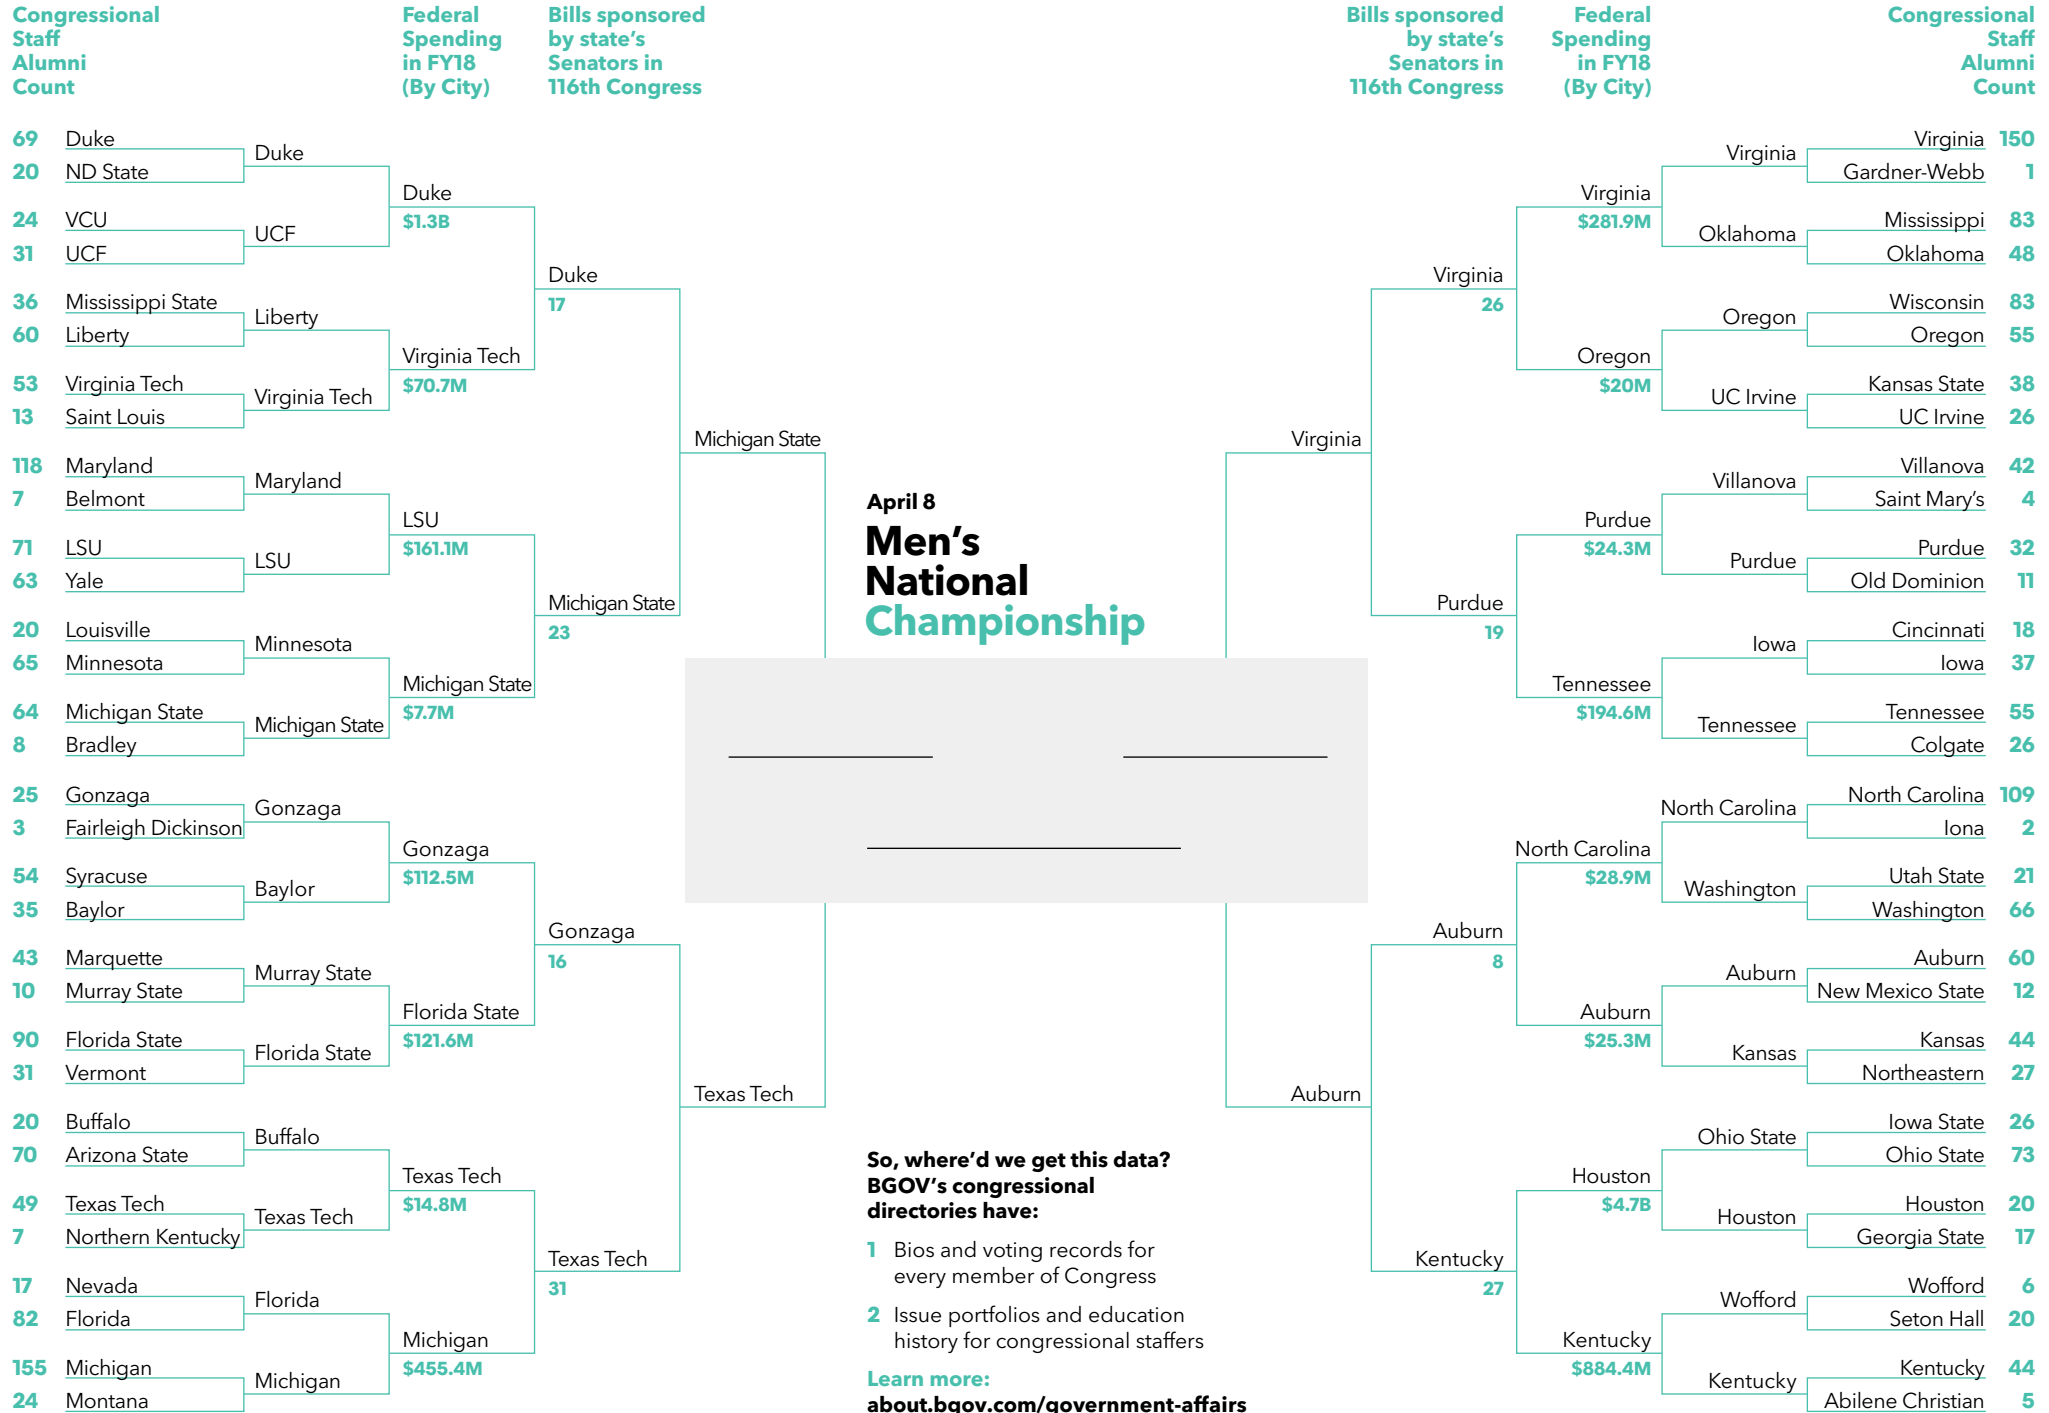 Congressional
Staff
Alumni
Count
Federal
Spending
in FY18
(By City)
Bills sponsored
by state's
Senators in
116th Congress
Bills sponsored
by state's
Senators in
116th Congress
Federal
Spending
in FY18
(By City)
Congressional
Staff
Alumni
Count
69 Duke
20 ND State
24 VCU
31 UCF
36 Mississippi State
60 Liberty
53 Virginia Tech
13 Saint Louis
118 Maryland
7 Belmont
71 LSU
63 Yale
20 Louisville
65 Minnesota
64 Michigan State
8 Bradley
25 Gonzaga
3 Fairleigh Dickinson
54 Syracuse
35 Baylor
43 Marquette
10 Murray State
90 Florida State
31 Vermont
20 Buffalo
70 Arizona State
49 Texas Tech
7 Northern Kentucky
17 Nevada
82 Florida
155 Michigan
24 Montana
Duke
UCF
Liberty
Virginia Tech
Maryland
LSU
Minnesota
Michigan State
Gonzaga
Baylor
Murray State
Florida State
Buffalo
Texas Tech
Florida
Michigan
Duke
$1.3B
Virginia Tech
$70.7M
LSU
$161.1M
Michigan State
$7.7M
Gonzaga
$112.5M
Florida State
$121.6M
Texas Tech
$14.8M
Michigan
$455.4M
Duke
17
Michigan State
23
Gonzaga
16
Texas Tech
31
Michigan State
Texas Tech
April 8
Men's
National
Championship
So, where'd we get this data?
BGOV's congressional
directories have:
1 Bios and voting records for
every member of Congress
2 Issue portfolios and education
history for congressional staffers
Learn more:
about.bgov.com/government-affairs
Virginia
Auburn
Virginia
26
Purdue
19
Auburn
8
Kentucky
27
Virginia
$281.9M
Oregon
$20M
Purdue
$24.3M
Tennessee
$194.6M
North Carolina
$28.9M
Auburn
$25.3M
Houston
$4.7B
Kentucky
$884.4M
Virginia
Oklahoma
Oregon
UC Irvine
Villanova
Purdue
Iowa
Tennessee
North Carolina
Washington
Auburn
Kansas
Ohio State
Houston
Wofford
Kentucky
Virginia 150
Gardner-Webb 1
Mississippi 83
Oklahoma 48
Wisconsin 83
Oregon 55
Kansas State 38
UC Irvine 26
Villanova 42
Saint Mary's 4
Purdue 32
Old Dominion 11
Cincinnati 18
Iowa 37
Tennessee 55
Colgate 26
North Carolina 109
Iona 2
Utah State 21
Washington 66
Auburn 60
New Mexico State 12
Kansas 44
Northeastern 27
Iowa State 26
Ohio State 73
Houston 20
Georgia State 17
Wofford 6
Seton Hall 20
Kentucky 44
Abilene Christian 5